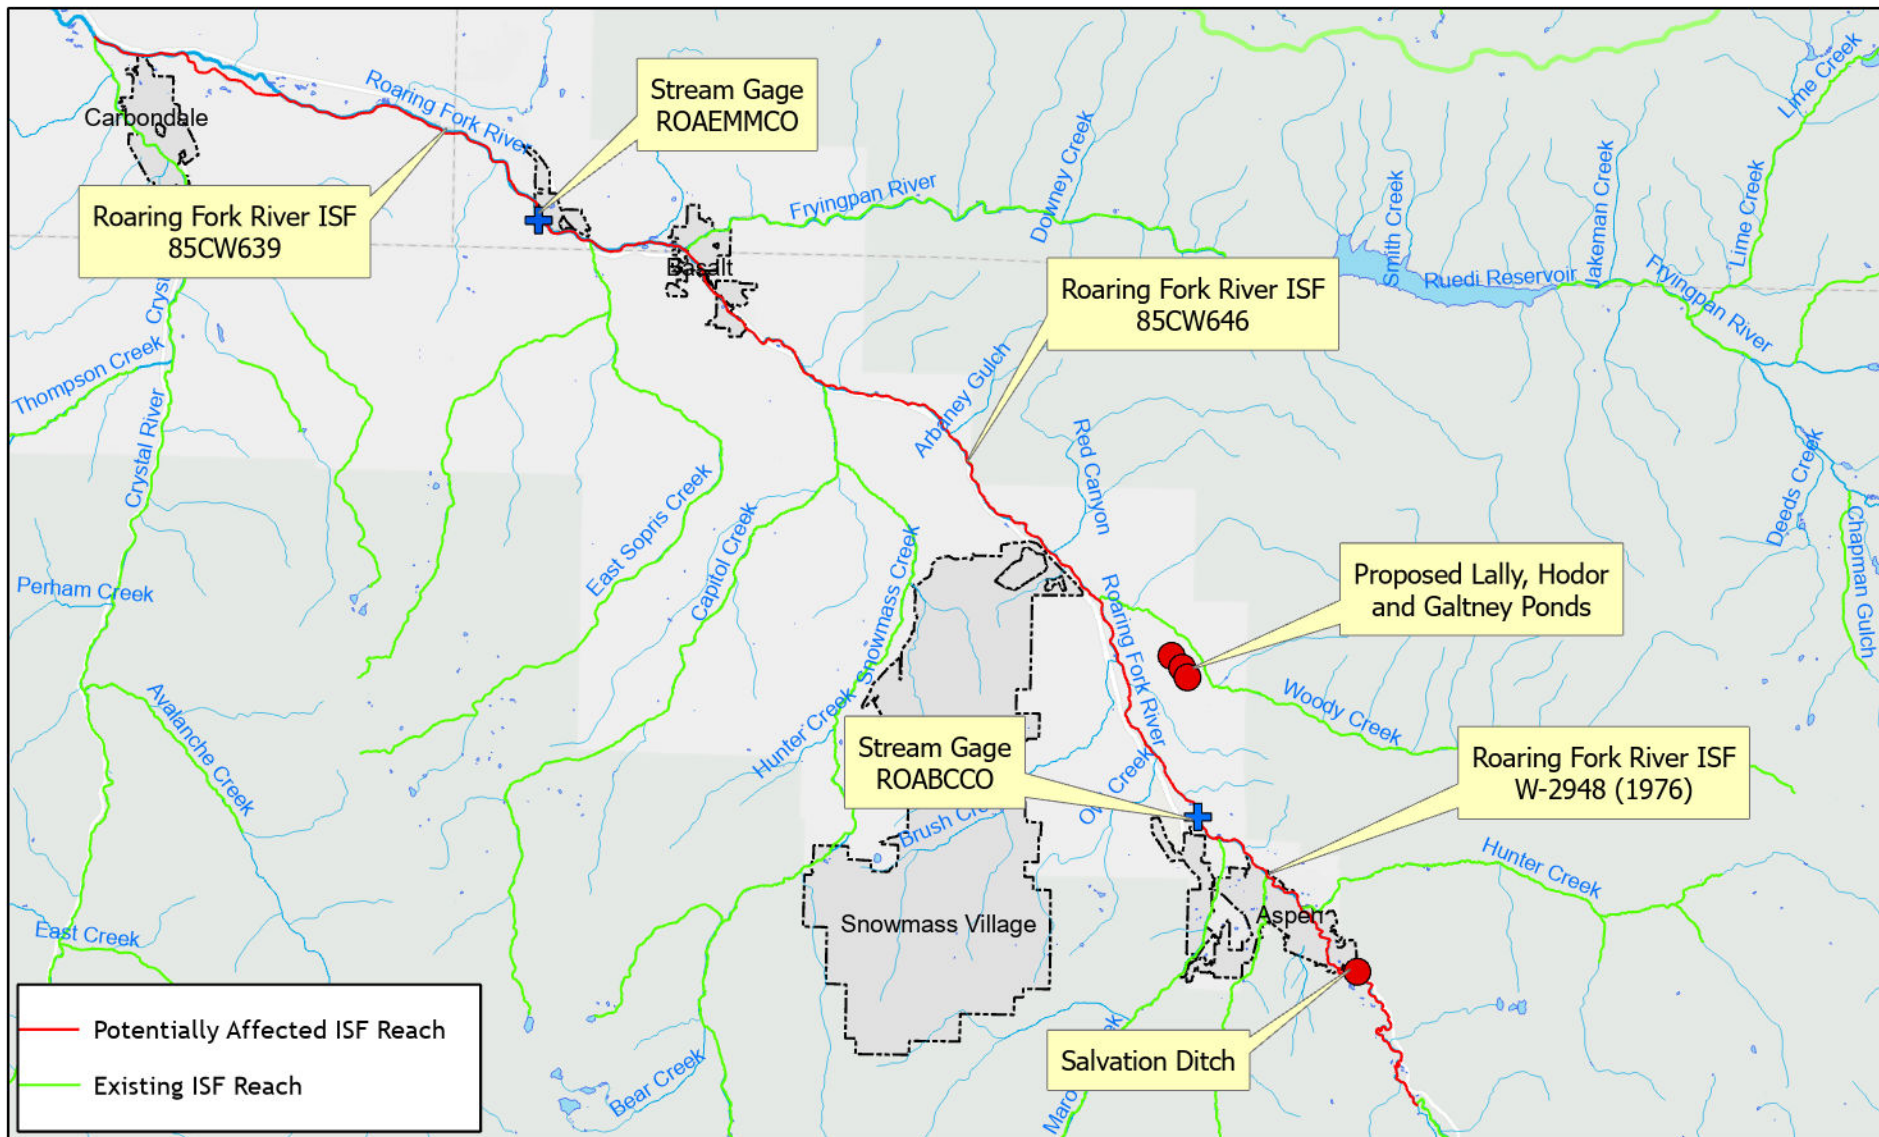 Carbondale
Roaring Fork River
Stream Gage
ROAEMMCO
Roaring Fork River ISF
85CW639
Basalt
Fryingpan River
Downey Creek
Smith Creek
Jakeman Creek
Lime Creek
Lime Creek
Ruedi Reservoir
Fryingpan River
Roaring Fork River ISF
85CW646
Thompson Creek
Crystal River
Arbaney Gulch
Red Canyon
Deeds Creek
Chapman Gulch
East Sopris Creek
Capitol Creek
Snowmass Creek
Perham Creek
Proposed Lally, Hodor
and Galtney Ponds
Roaring Fork River
Avalanche Creek
Hunter Creek
Woody Creek
Stream Gage
ROABCCO
Brush
Creek
Roaring Fork River ISF
W-2948 (1976)
Hunter Creek
Aspen
Snowmass Village
East Creek
Bear Creek
Salvation Ditch
Potentially Affected ISF Reach
Existing ISF Reach